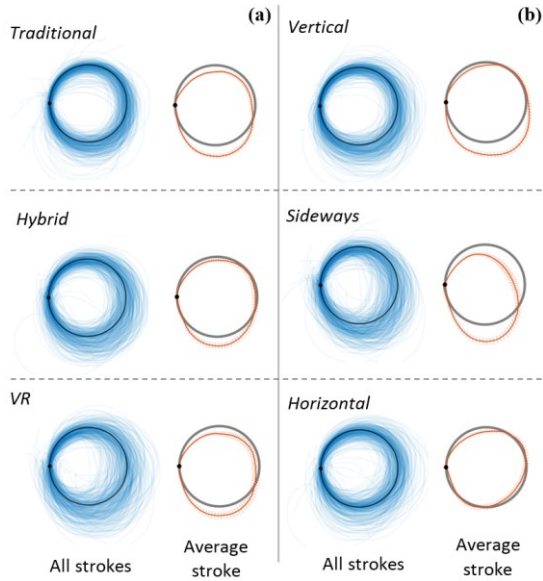 (a)
Traditional
Hybrid
VR
All strokes
Average
stroke
(b)
Vertical
Sideways
Horizontal
All strokes
Average
stroke